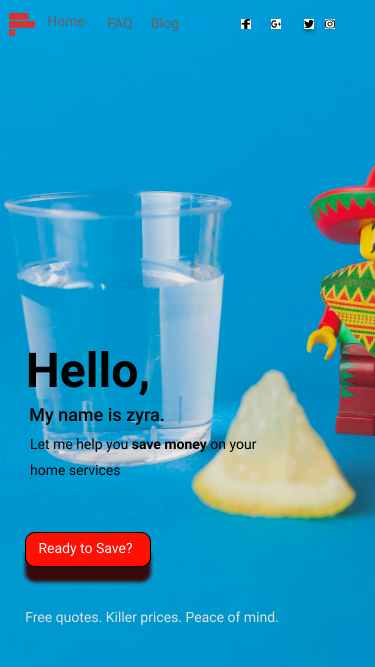 Home FAQ Blog
Hello,
My name is zyra.
Let me help you save money on your
home services
Ready to Save?
Free quotes. Killer prices. Peace of mind.